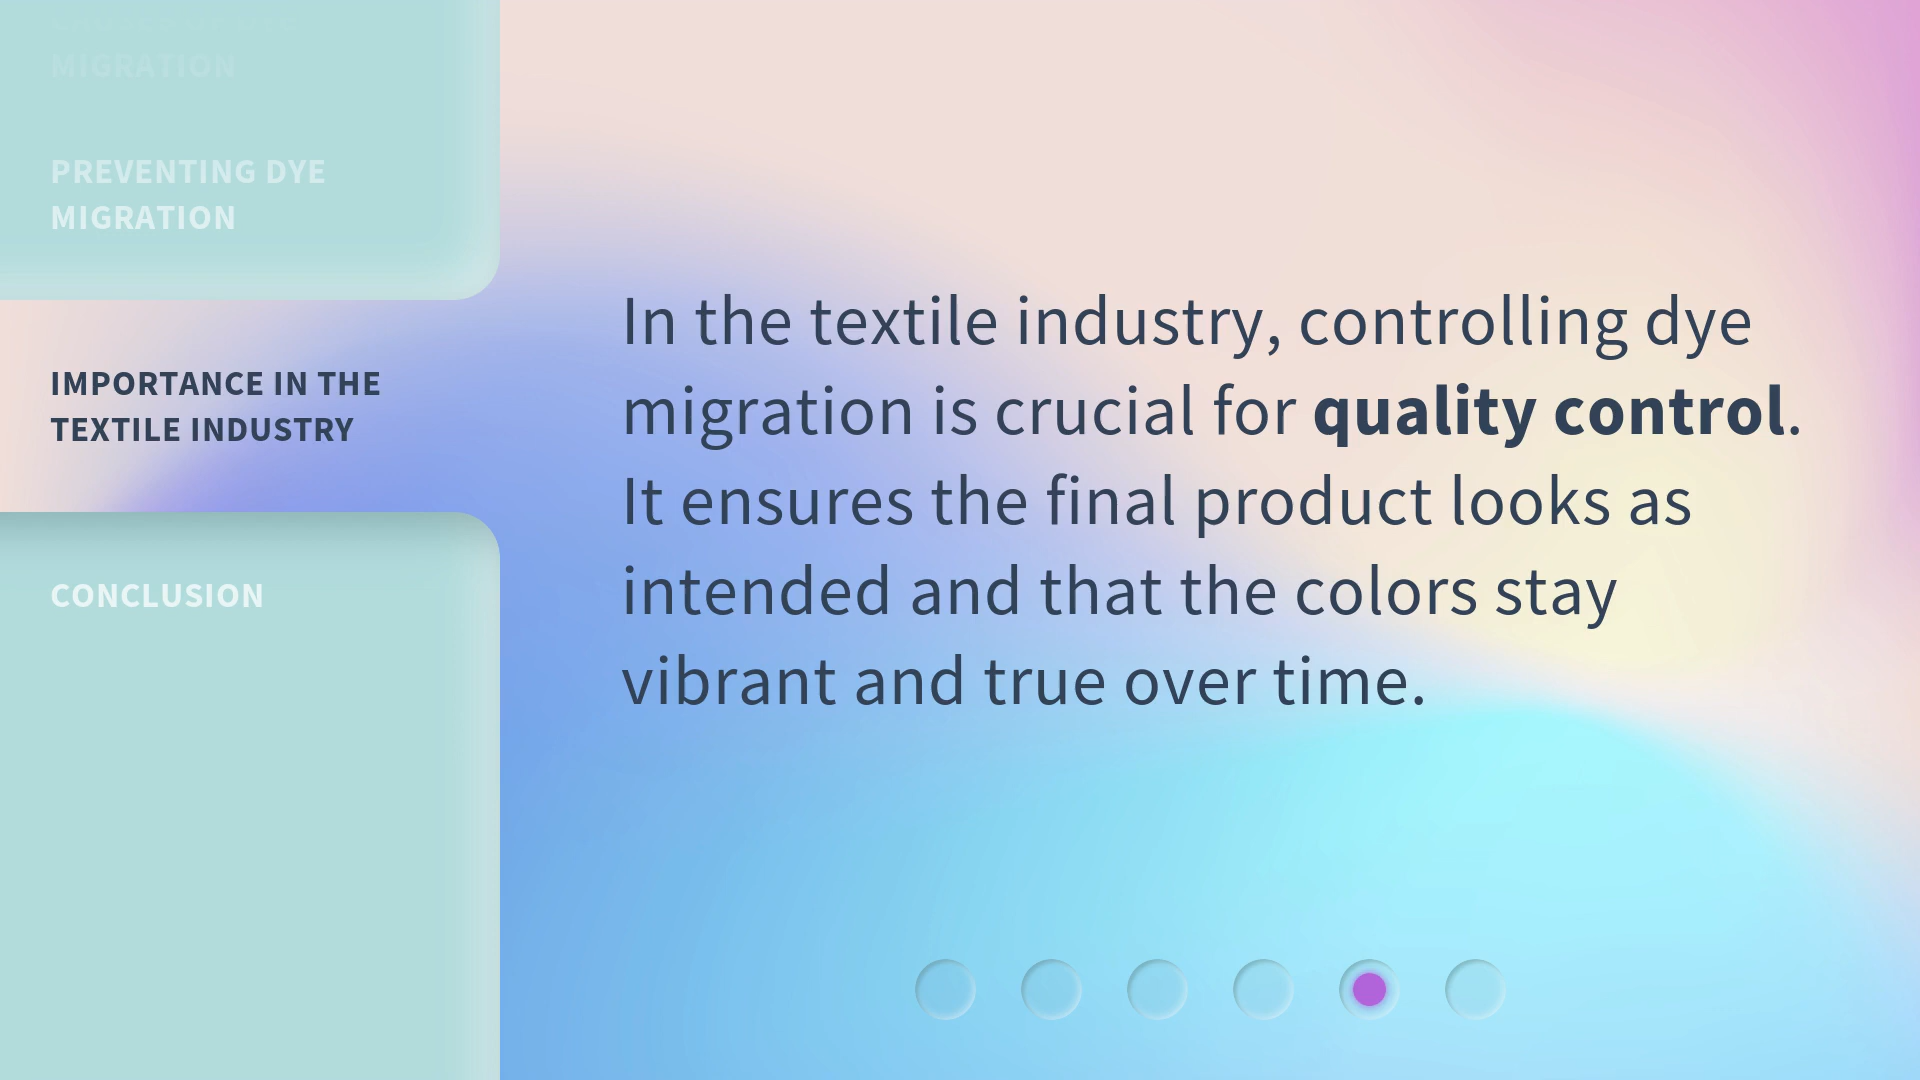 MIGRATION
PREVENTING DYE
MIGRATION
IMPORTANCE IN THE
TEXTILE INDUSTRY
CONCLUSION
In the textile industry, controlling dye
migration is crucial for quality control.
It ensures the final product looks as
intended and that the colors stay
vibrant and true over time.